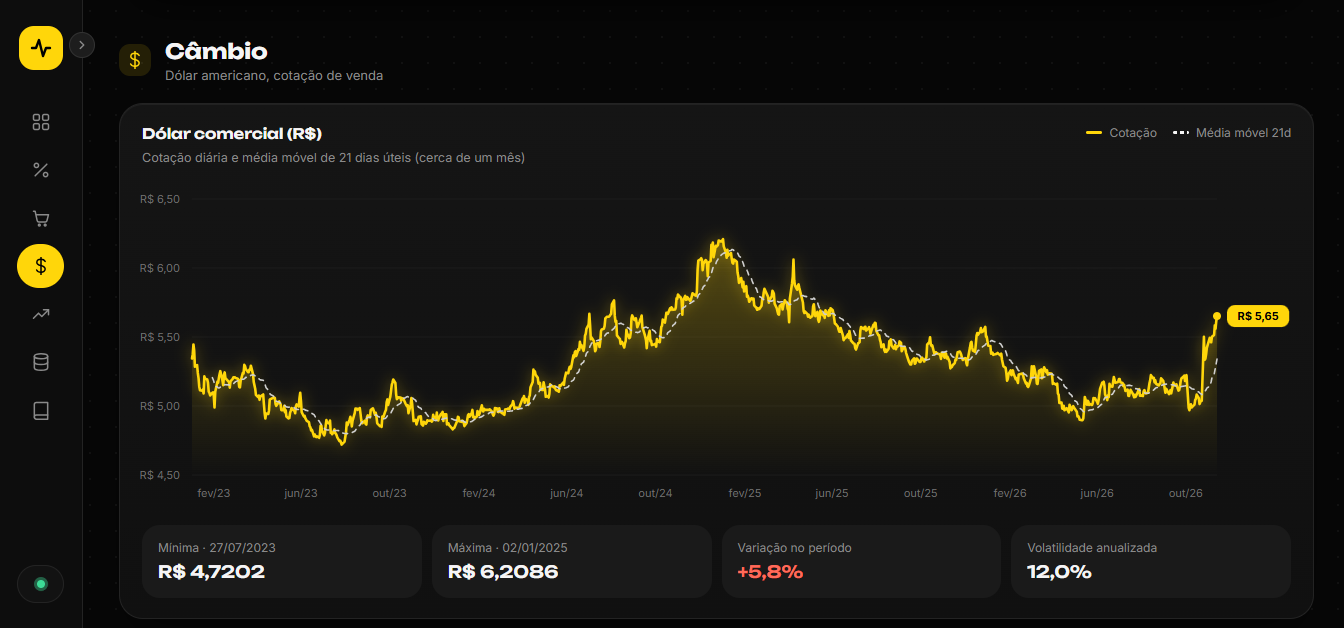 Câmbio
Dólar americano, cotação de venda
Dólar comercial (R$)
Cotação
Média móvel 21d
Cotação diária e média móvel de 21 dias úteis (cerca de um mês)
R$ 6,50
R$ 6,00
R$ 5,50
R$ 5,00
R$ 4,50
R$ 5,65
fev/23
jun/23
out/23
fev/24
jun/24
out/24
fev/25
jun/25
out/25
fev/26
jun/26
out/26
Mínima · 27/07/2023
R$ 4,7202
Máxima · 02/01/2025
R$ 6,2086
Variação no período
+5,8%
Volatilidade anualizada
12,0%